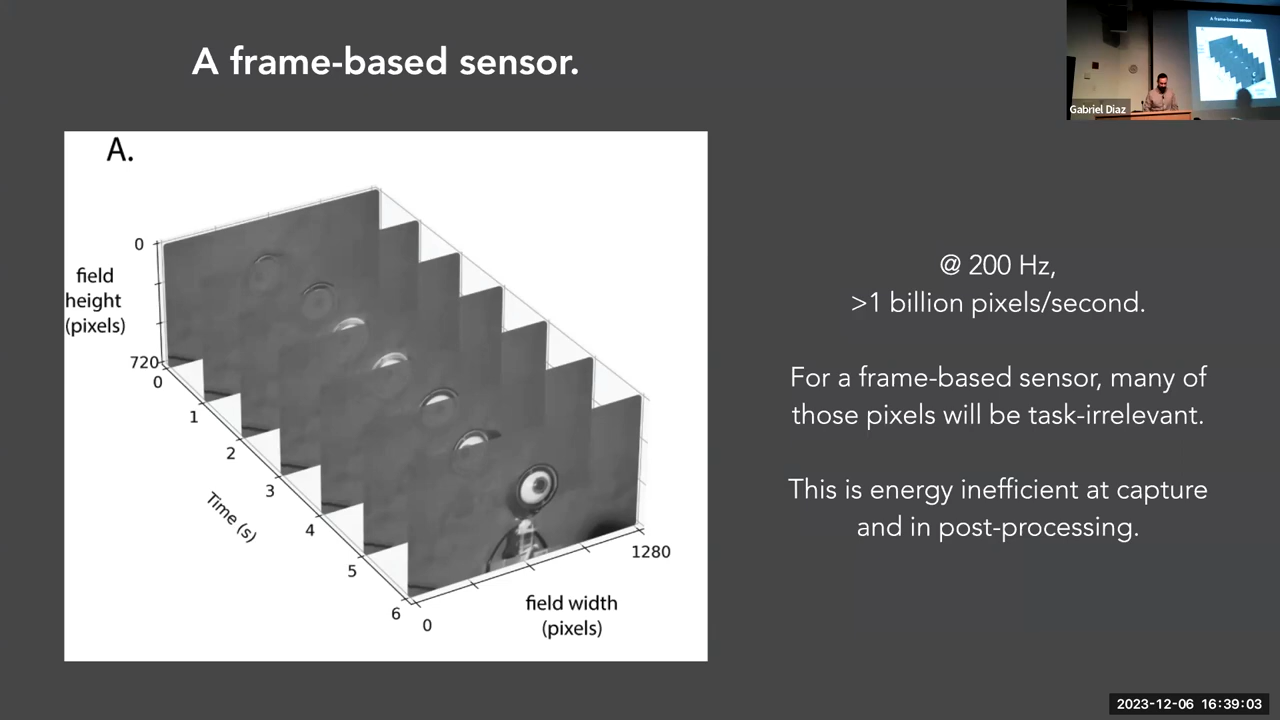 A frame-based sensor.
A frame-based sensor.
Gabriel Diaz
A.
0
field
height
(pixels)
720
0
1
2
3
4
5
6
Time (s)
0
1280
field width
(pixels)
@ 200 Hz,
>1 billion pixels/second.
For a frame-based sensor, many of
those pixels will be task-irrelevant.
This is energy inefficient at capture
and in post-processing.
2023-12-06 16:39:03